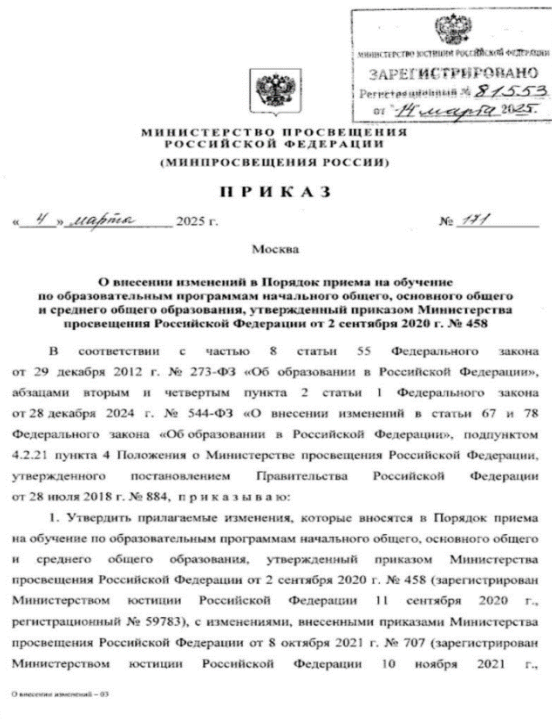 МИНИСТЕРСТВО ЮСТИЦИИ РОССИЙСКОЙ ФЕДЕРАЦИИ
ЗАРЕГИСТРИРОВАНО
Регистрационный № 81553
от "14 марта 2025.
МИНИСТЕРСТВО ПРОСВЕЩЕНИЯ
РОССИЙСКОЙ ФЕДЕРАЦИИ
(МИНПРОСВЕЩЕНИЯ РОССИИ)
ПРИКАЗ
« 4 » марта 2025 г. № 171
Москва
О внесении изменений в Порядок приема на обучение
по образовательным программам начального общего, основного общего
и среднего общего образования, утвержденный приказом Министерства
просвещения Российской Федерации от 2 сентября 2020 г. № 458
В соответствии с частью 8 статьи 55 Федерального закона
от 29 декабря 2012 г. № 273-ФЗ «Об образовании в Российской Федерации»,
абзацами вторым и четвертым пункта 2 статьи 1 Федерального закона
от 28 декабря 2024 г. № 544-ФЗ «О внесении изменений в статьи 67 и 78
Федерального закона «Об образовании в Российской Федерации», подпунктом
4.2.21 пункта 4 Положения о Министерстве просвещения Российской Федерации,
утвержденного постановлением Правительства Российской Федерации
от 28 июля 2018 г. № 884, п р и к а з ы в а ю:
1. Утвердить прилагаемые изменения, которые вносятся в Порядок приема
на обучение по образовательным программам начального общего, основного общего
и среднего общего образования, утвержденный приказом Министерства
просвещения Российской Федерации от 2 сентября 2020 г. № 458 (зарегистрирован
Министерством юстиции Российской Федерации 11 сентября 2020 г.,
регистрационный № 59783), с изменениями, внесенными приказами Министерства
просвещения Российской Федерации от 8 октября 2021 г. № 707 (зарегистрирован
Министерством юстиции Российской Федерации 10 ноября 2021 г.,
О внесении изменений – 03